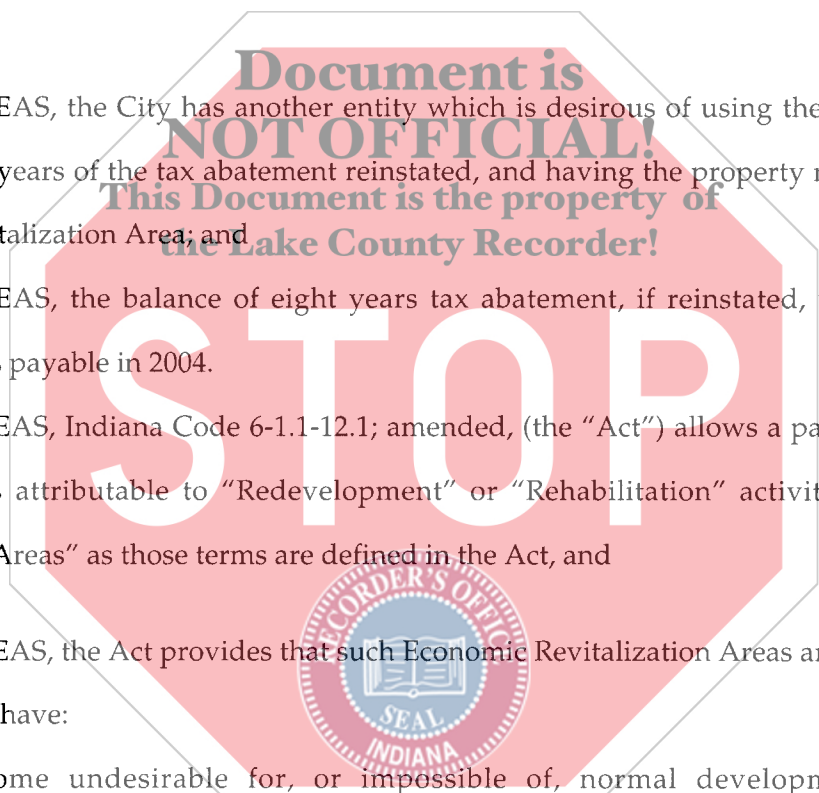 Document is
EAS, the City has another entity which is desirous of using the
NOT OFFICIAL!
years of the tax abatement reinstated, and having the property
This Document is the property of
talization Area; and
the Lake County Recorder!
EAS, the balance of eight years tax abatement, if reinstated,
payable in 2004.
STOP
EAS, Indiana Code 6-1.1-12.1; amended, (the “Act”) allows a pa
attributable to “Redevelopment” or “Rehabilitation” activit
Areas” as those terms are defined in the Act, and
RECORDER'S OFFICE
EAS, the Act provides that such Economic Revitalization Areas ar
have:
SEAL
INDIANA
ome undesirable for, or impossible of, normal developm